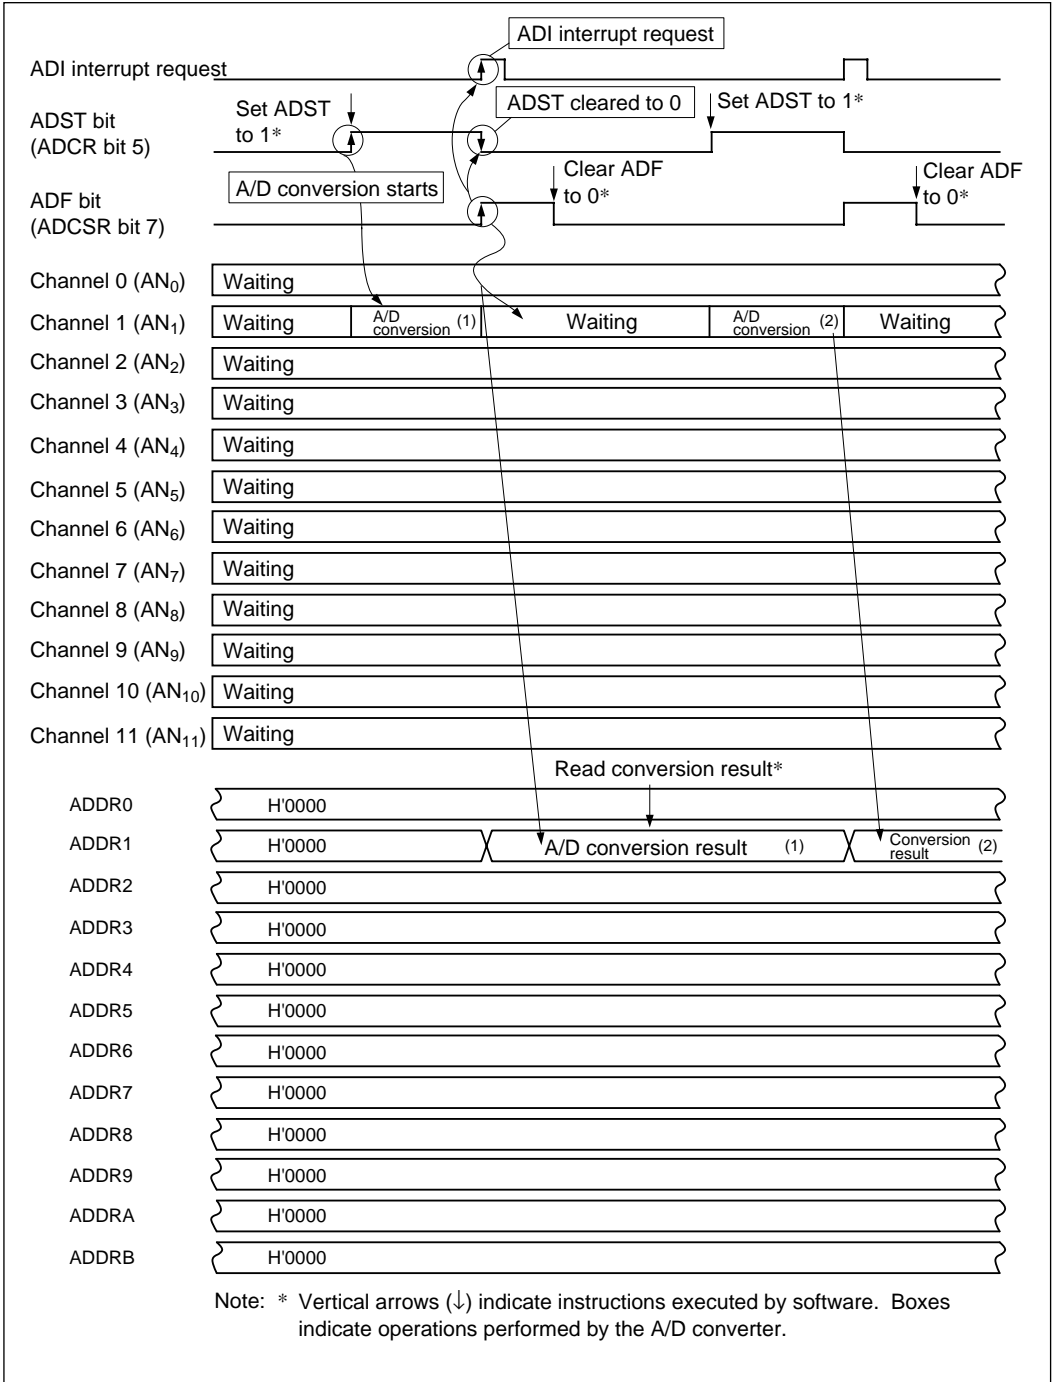 ADI interrupt request
ADI interrupt request
ADST bit
(ADCR bit 5)
Set ADST
to 1*
ADST cleared to 0
Set ADST to 1*
ADF bit
(ADCSR bit 7)
A/D conversion starts
Clear ADF
to 0*
Clear ADF
to 0*
Channel 0 (AN0) Waiting
Channel 1 (AN1) Waiting A/D conversion (1) Waiting A/D conversion (2) Waiting
Channel 2 (AN2) Waiting
Channel 3 (AN3) Waiting
Channel 4 (AN4) Waiting
Channel 5 (AN5) Waiting
Channel 6 (AN6) Waiting
Channel 7 (AN7) Waiting
Channel 8 (AN8) Waiting
Channel 9 (AN9) Waiting
Channel 10 (AN10) Waiting
Channel 11 (AN11) Waiting
Read conversion result*
ADDR0 H'0000
ADDR1 H'0000 A/D conversion result (1) Conversion result (2)
ADDR2 H'0000
ADDR3 H'0000
ADDR4 H'0000
ADDR5 H'0000
ADDR6 H'0000
ADDR7 H'0000
ADDR8 H'0000
ADDR9 H'0000
ADDRA H'0000
ADDRB H'0000
Note: * Vertical arrows (↓) indicate instructions executed by software. Boxes
indicate operations performed by the A/D converter.